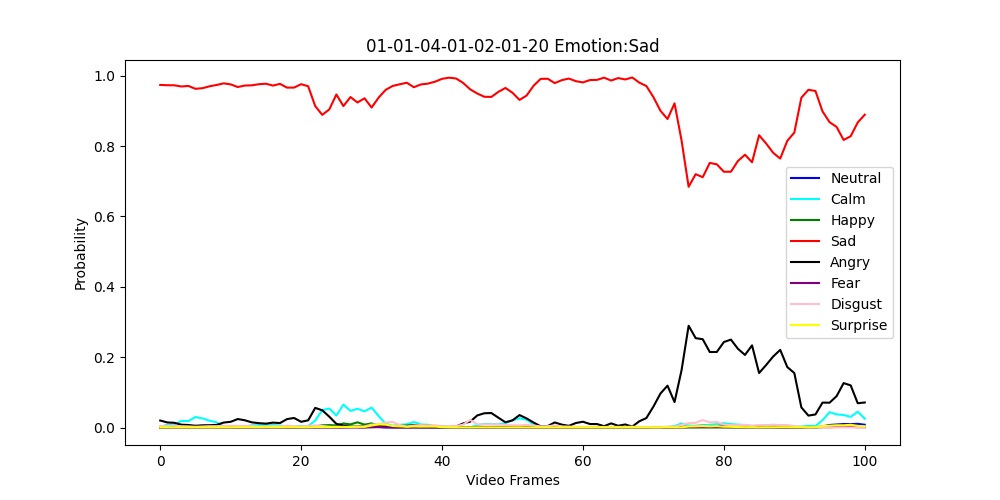 01-01-04-01-02-01-20 Emotion:Sad
Probability
1.0
0.8
0.6
0.4
0.2
0.0
0
20
40
60
80
100
Video Frames
Neutral
Calm
Happy
Sad
Angry
Fear
Disgust
Surprise